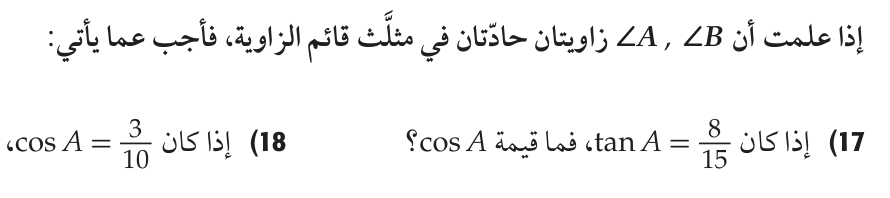 إذا علمت أن ∠A , ∠B زاويتان حادّتان في مثلَّث قائم الزاوية، فأجب عما يأتي:
17) إذا كان tan A = 8/15، فما قيمة cos A؟
18) إذا كان cos A = 3/10،